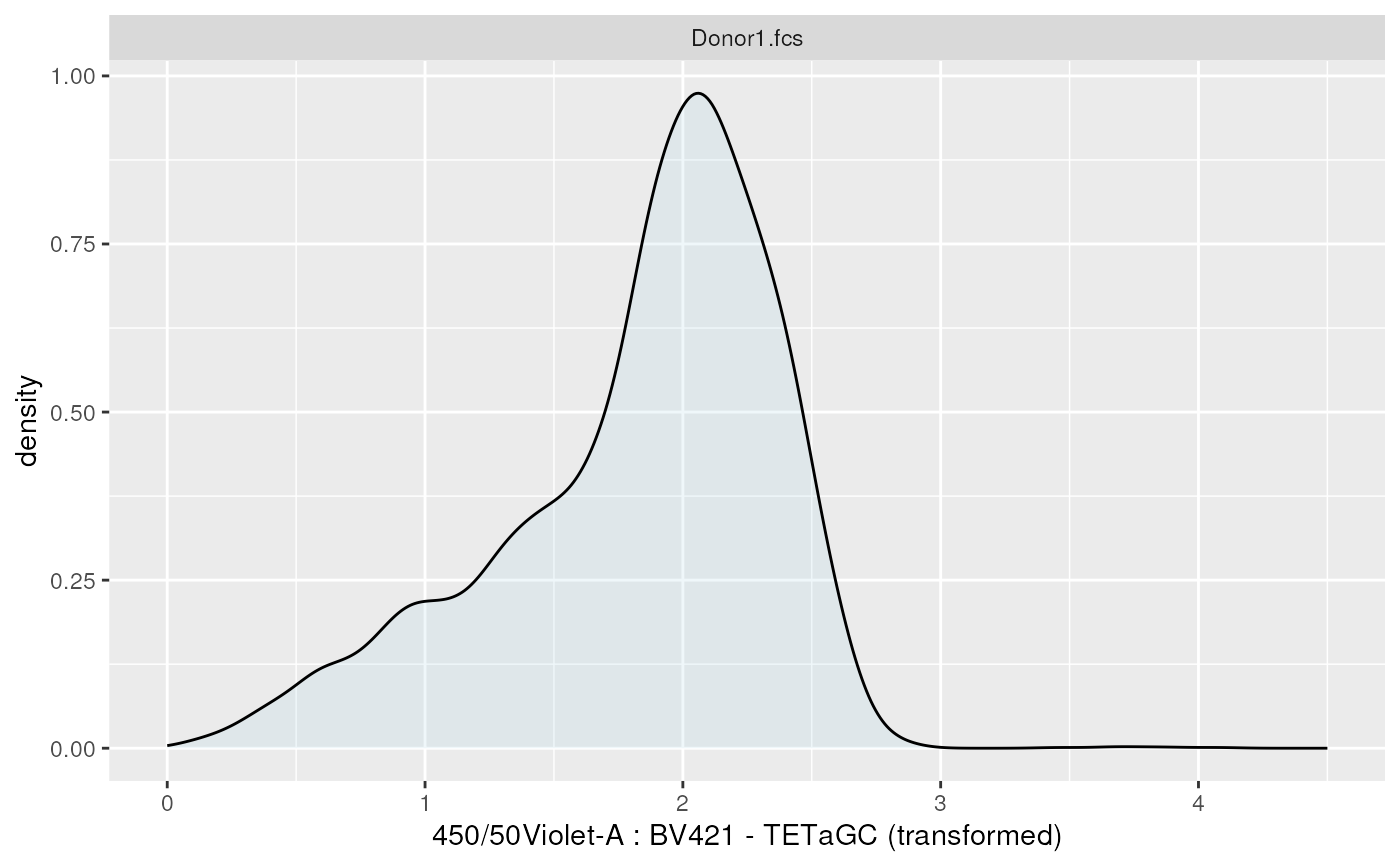 Donor1.fcs
1.00
0.75
0.50
0.25
0.00
density
0 1 2 3 4
450/50Violet-A : BV421 - TETaGC (transformed)